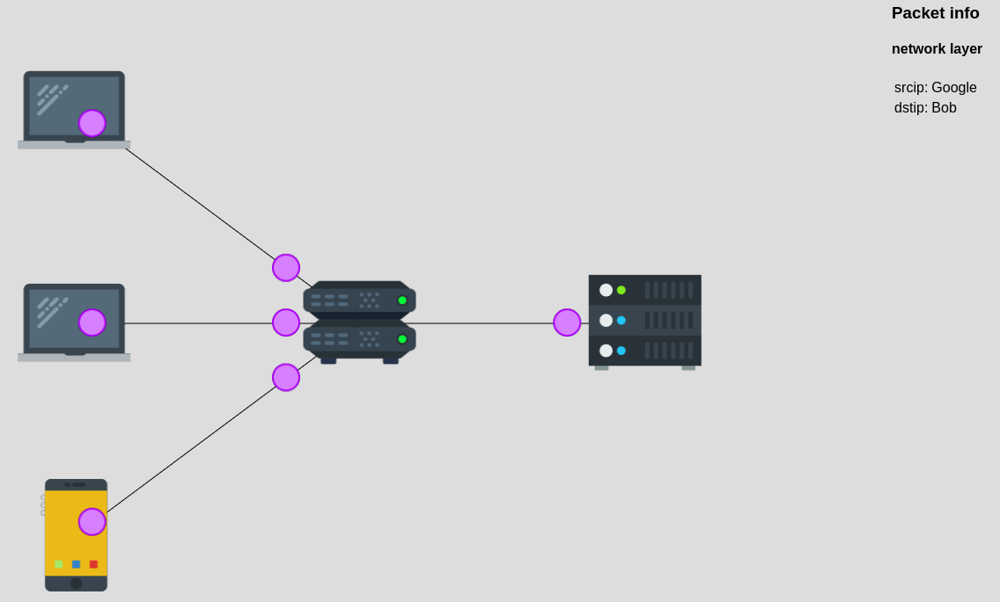 Packet info
network layer
srcip: Google
dstip: Bob